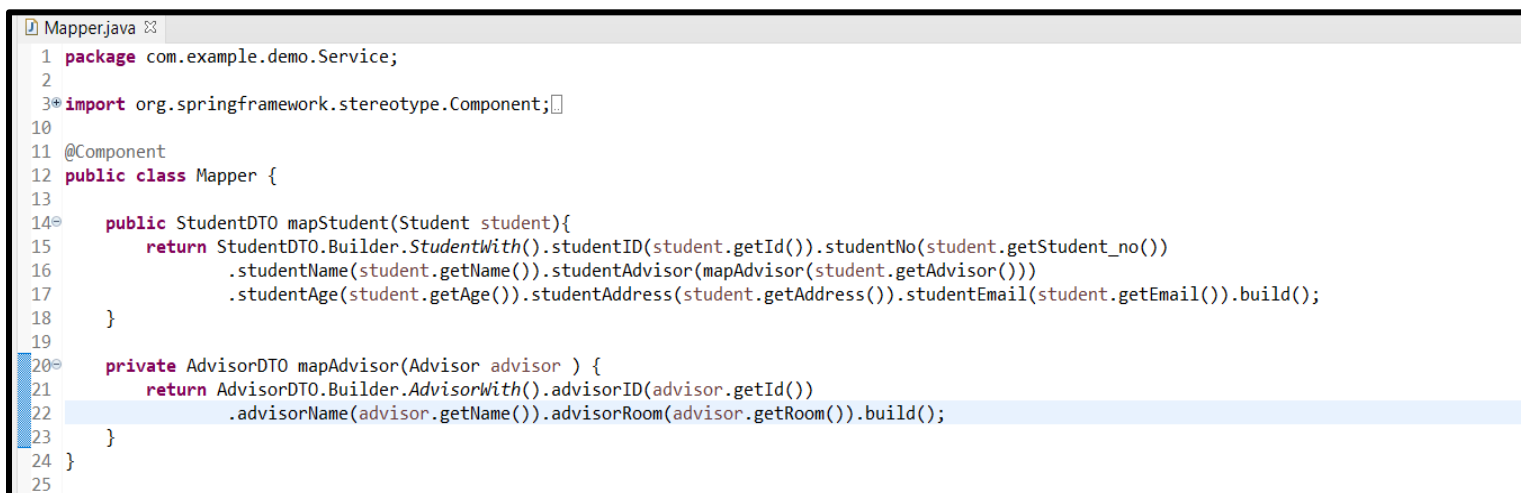 Mapper.java
1 package com.example.demo.Service;
2
3 import org.springframework.stereotype.Component;
10
11 @Component
12 public class Mapper {
13
14     public StudentDTO mapStudent(Student student){
15         return StudentDTO.Builder.StudentWith().studentID(student.getId()).studentNo(student.getStudent_no())
16                 .studentName(student.getName()).studentAdvisor(mapAdvisor(student.getAdvisor()))
17                 .studentAge(student.getAge()).studentAddress(student.getAddress()).studentEmail(student.getEmail()).build();
18     }
19
20     private AdvisorDTO mapAdvisor(Advisor advisor ) {
21         return AdvisorDTO.Builder.AdvisorWith().advisorID(advisor.getId())
22                 .advisorName(advisor.getName()).advisorRoom(advisor.getRoom()).build();
23     }
24 }
25